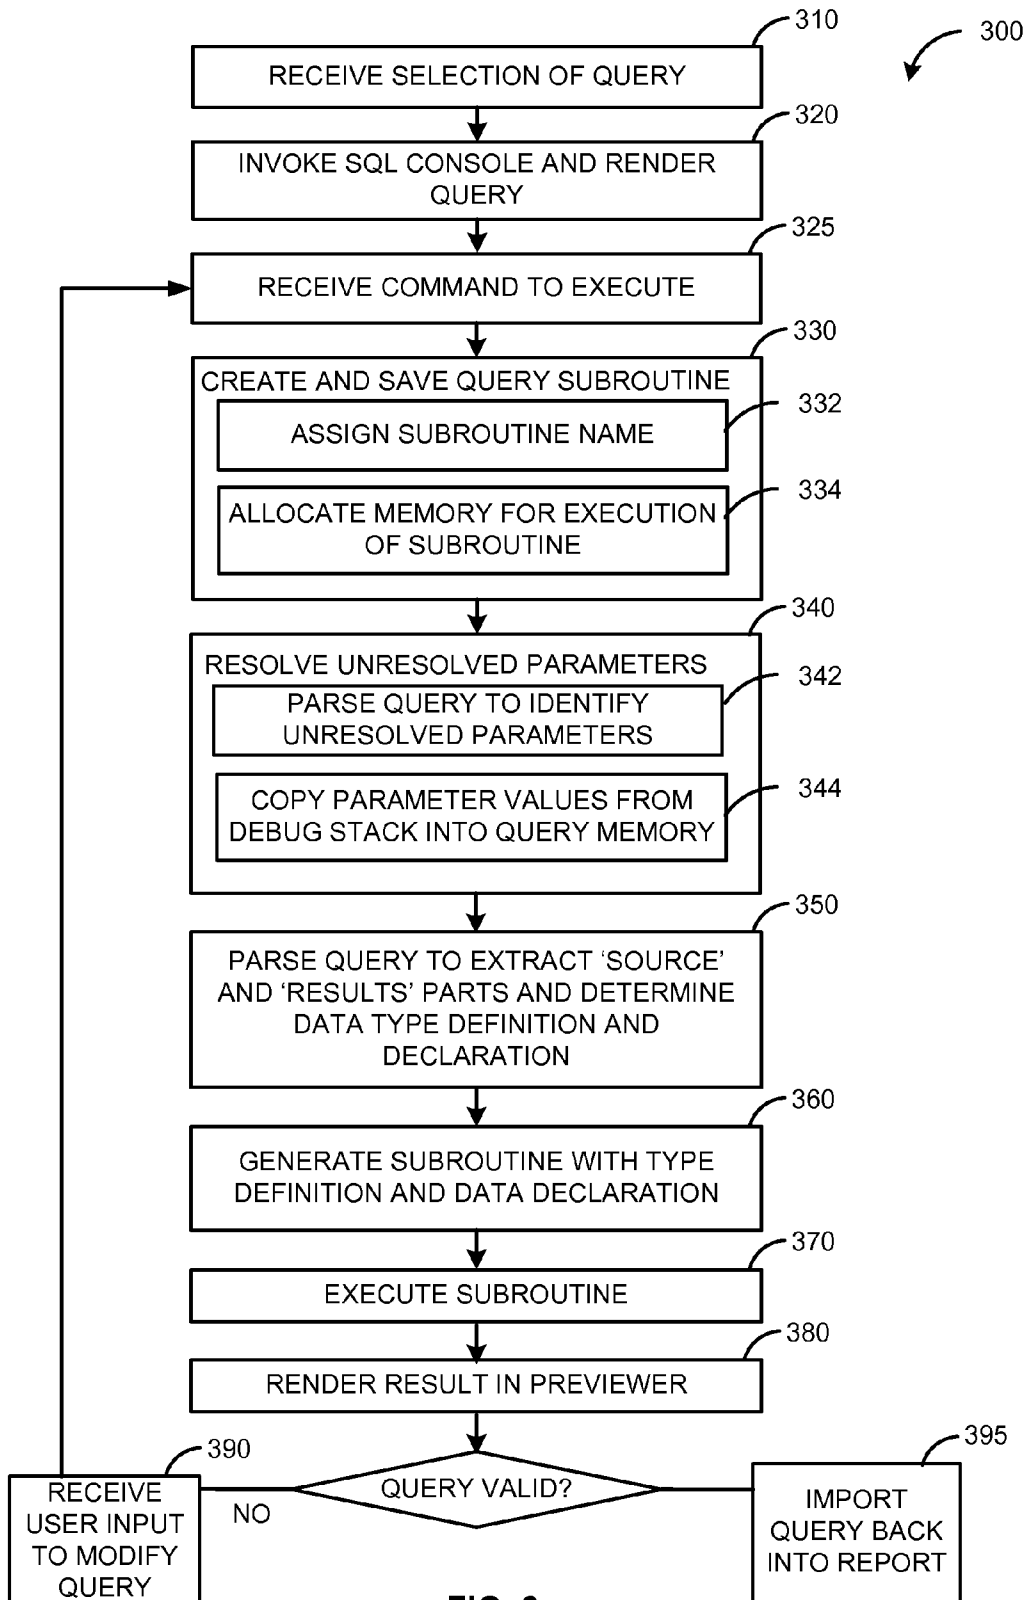 310
300
RECEIVE SELECTION OF QUERY
320
INVOKE SQL CONSOLE AND RENDER
QUERY
325
RECEIVE COMMAND TO EXECUTE
330
CREATE AND SAVE QUERY SUBROUTINE
332
ASSIGN SUBROUTINE NAME
334
ALLOCATE MEMORY FOR EXECUTION
OF SUBROUTINE
340
RESOLVE UNRESOLVED PARAMETERS
342
PARSE QUERY TO IDENTIFY
UNRESOLVED PARAMETERS
344
COPY PARAMETER VALUES FROM
DEBUG STACK INTO QUERY MEMORY
350
PARSE QUERY TO EXTRACT ‘SOURCE’
AND ‘RESULTS’ PARTS AND DETERMINE
DATA TYPE DEFINITION AND
DECLARATION
360
GENERATE SUBROUTINE WITH TYPE
DEFINITION AND DATA DECLARATION
370
EXECUTE SUBROUTINE
380
RENDER RESULT IN PREVIEWER
390
395
QUERY VALID?
NO
RECEIVE
USER INPUT
TO MODIFY
QUERY
IMPORT
QUERY BACK
INTO REPORT
FIG.